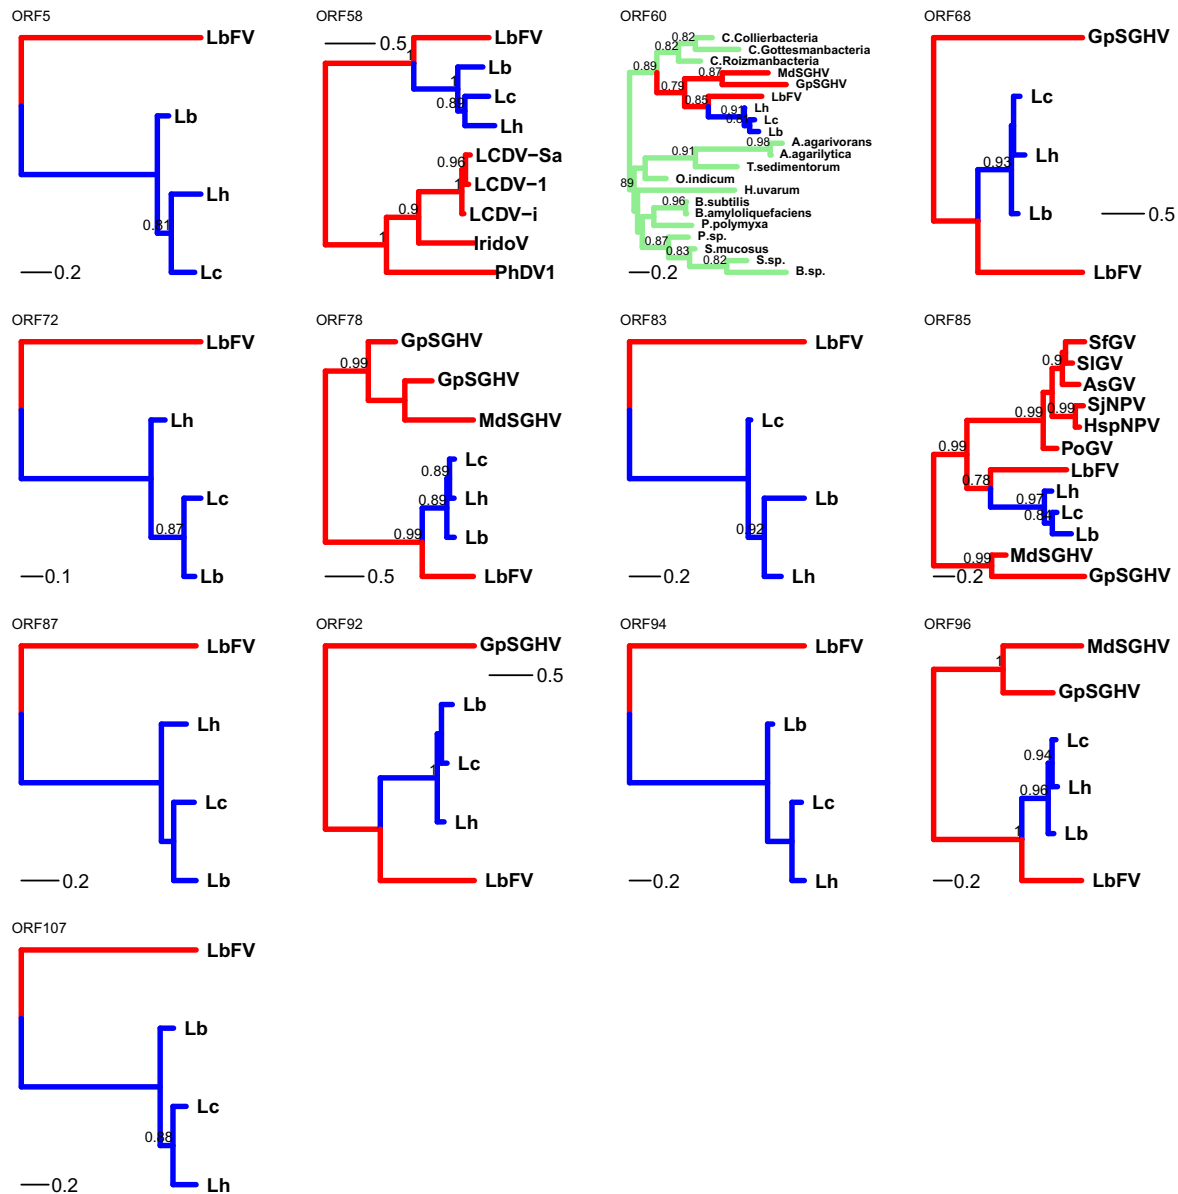 ORF5
LbFV
Lb
Lh
0.81
Lc
0.2
ORF58
0.5
LbFV
1
Lb
1
Lc
0.89
Lh
LCDV-Sa
0.96
LCDV-1
1
LCDV-i
0.9
IridoV
1
PhDV1
ORF60
C.Collierbacteria
0.82
C.Gottesmanbacteria
0.82
C.Roizmanbacteria
0.89
MdSGHV
0.87
GpSGHV
0.79
LbFV
0.85
Lh
0.91
Lc
Lb
A.agarivorans
0.98
A.agarilytica
0.91
T.sedimentorum
O.indicum
89
H.uvarum
B.subtilis
0.96
B.amyloliquefaciens
P.polymyxa
P.sp.
0.87
S.mucosus
0.83
S.sp.
0.82
B.sp.
0.2
ORF68
GpSGHV
Lc
0.93
Lh
Lb
0.5
LbFV
ORF72
LbFV
Lh
Lc
0.87
Lb
0.1
ORF78
GpSGHV
0.99
GpSGHV
MdSGHV
Lc
0.89
Lh
0.89
Lb
0.99
LbFV
0.5
ORF83
LbFV
Lc
Lb
0.92
Lh
0.2
ORF85
SfGV
0.9
SlGV
AsGV
SjNPV
0.99
0.99
HspNPV
PoGV
0.99
LbFV
0.78
Lh
0.97
Lc
0.84
Lb
MdSGHV
0.99
GpSGHV
0.2
ORF87
LbFV
Lh
Lc
Lb
0.2
ORF92
GpSGHV
0.5
Lb
Lc
1
Lh
LbFV
ORF94
LbFV
Lb
Lc
Lh
0.2
ORF96
MdSGHV
1
GpSGHV
Lc
0.94
Lh
0.96
Lb
1
LbFV
0.2
ORF107
LbFV
Lb
Lc
0.88
Lh
0.2